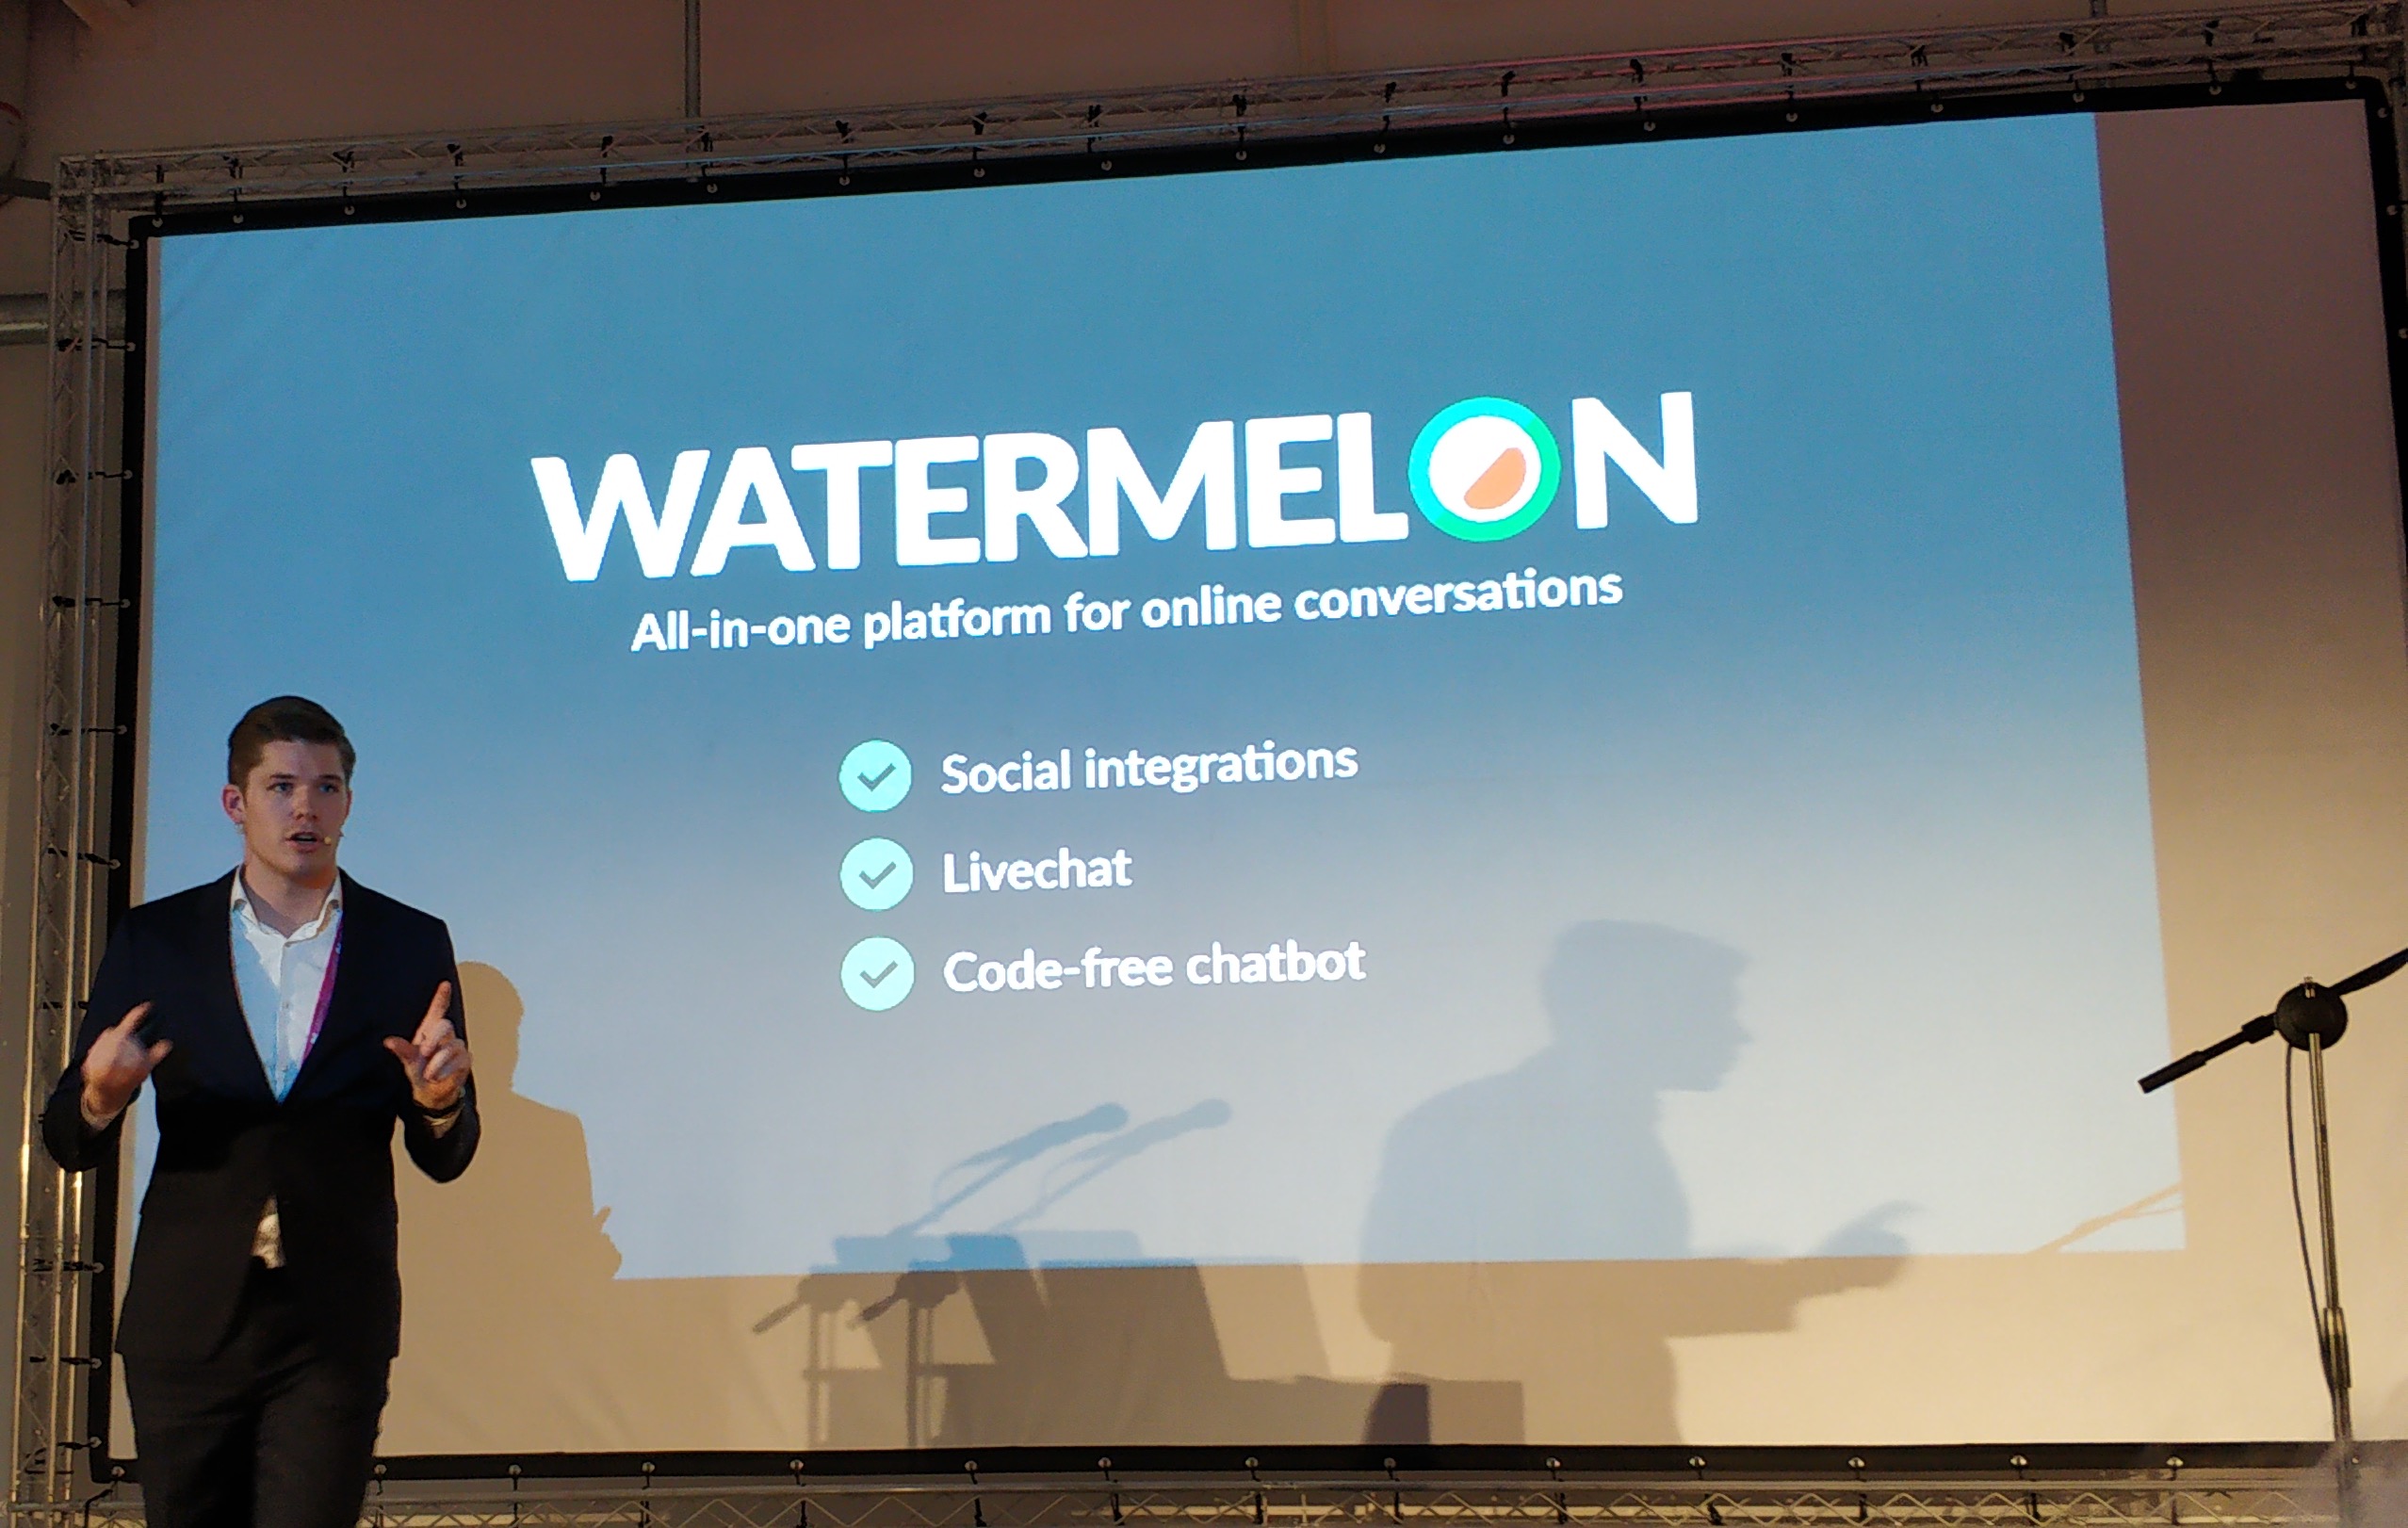 WATERMELON
All-in-one platform for online conversations
Social integrations
Livechat
Code-free chatbot